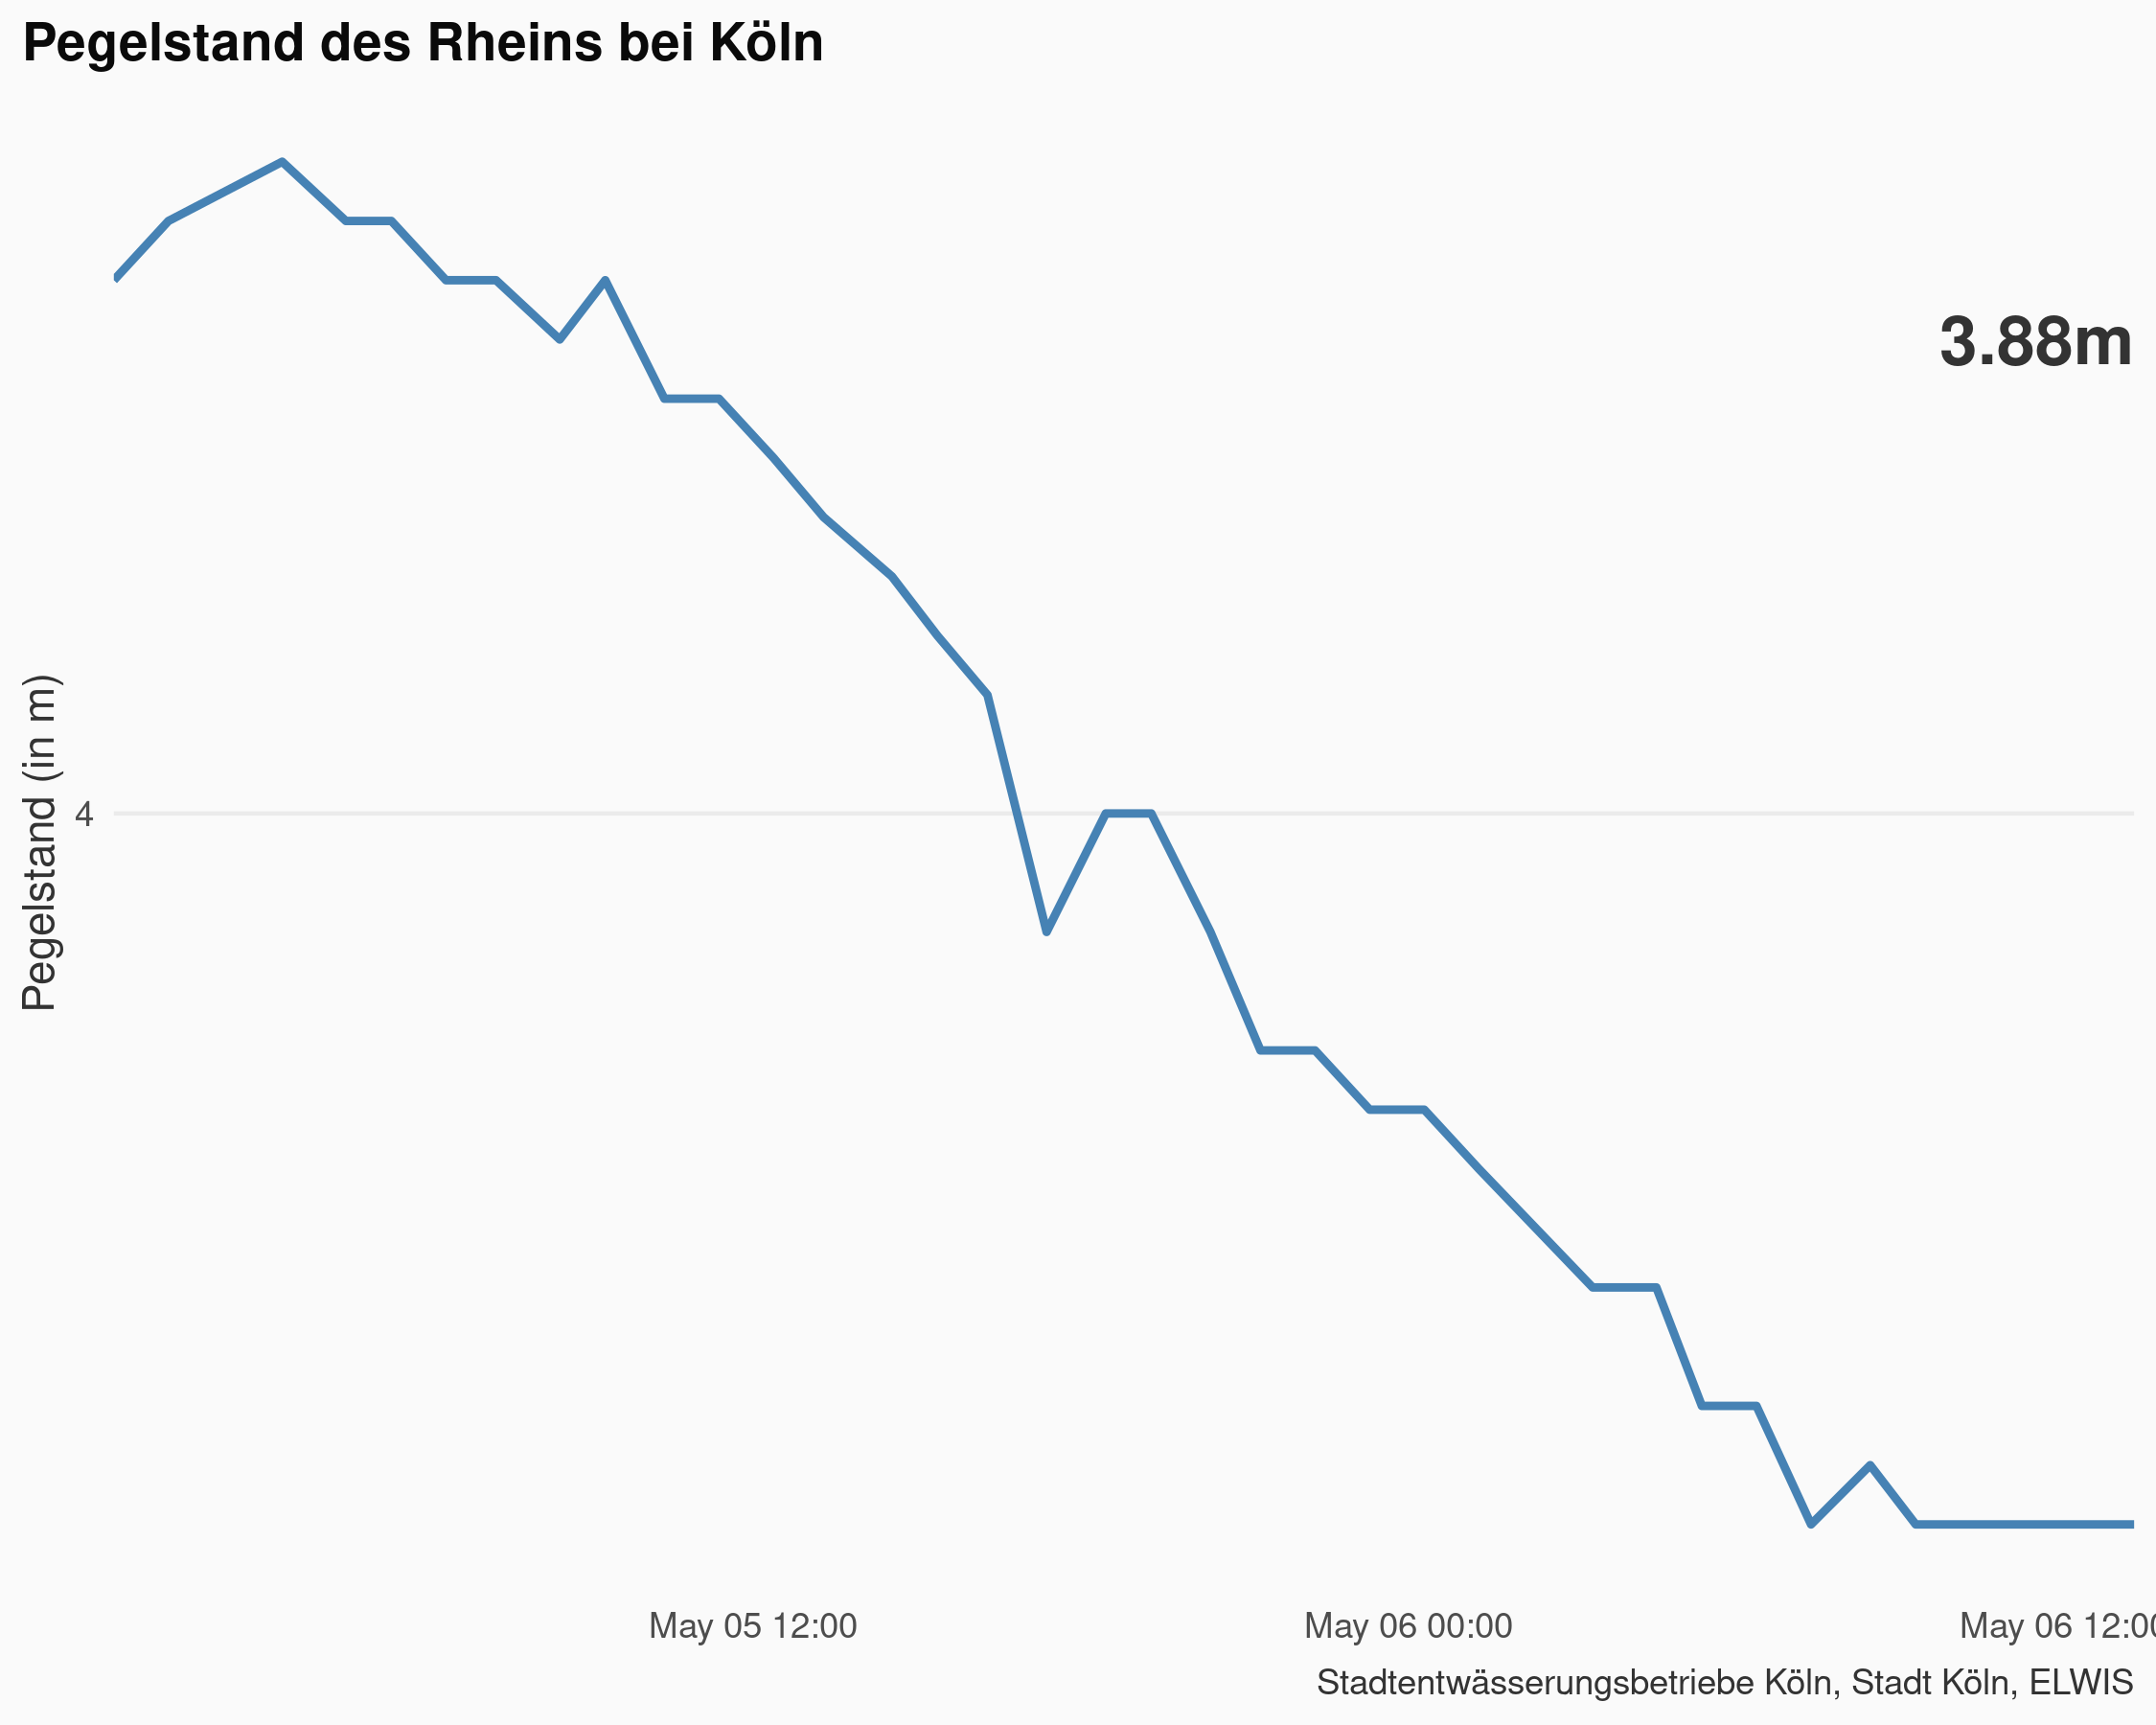 Pegelstand des Rheins bei Köln
3.88m
Pegelstand (in m)
4
May 05 12:00
May 06 00:00
May 06 12:00
Stadtentwässerungsbetriebe Köln, Stadt Köln, ELWIS